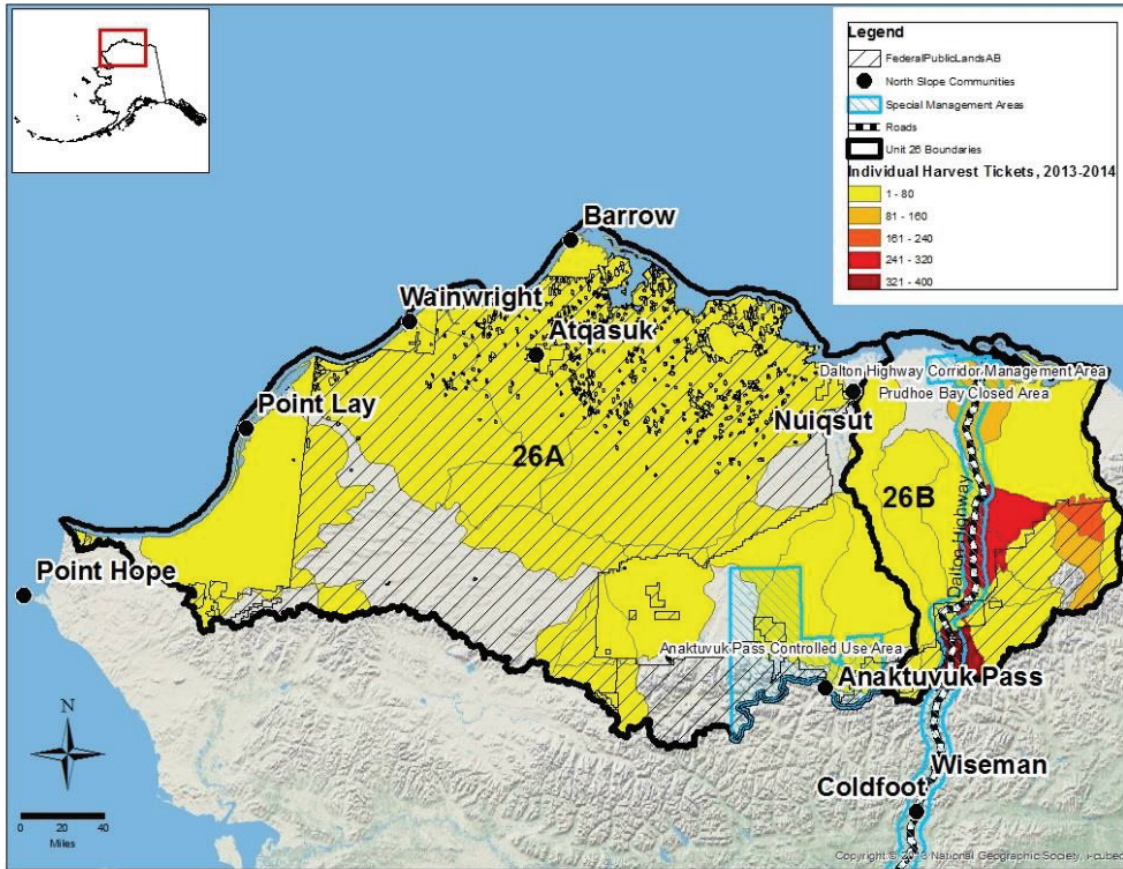 Legend
FederalPublicLandsAB
North Slope Communities
Special Management Areas
Roads
Unit 26 Boundaries
Individual Harvest Tickets, 2013-2014
1 - 80
81 - 160
161 - 240
241 - 320
321 - 400
Barrow
Wainwright
Atqasuk
Dalton Highway Corridor Management Area
Prudhoe Bay Closed Area
Point Lay
Nuiqsut
26A
26B
Dalton Highway
Point Hope
Anaktuvuk Pass Controlled Use Area
Anaktuvuk Pass
N
Wiseman
Coldfoot
0 20 40
Miles
Copyright © 2013 National Geographic Society, i-cubed